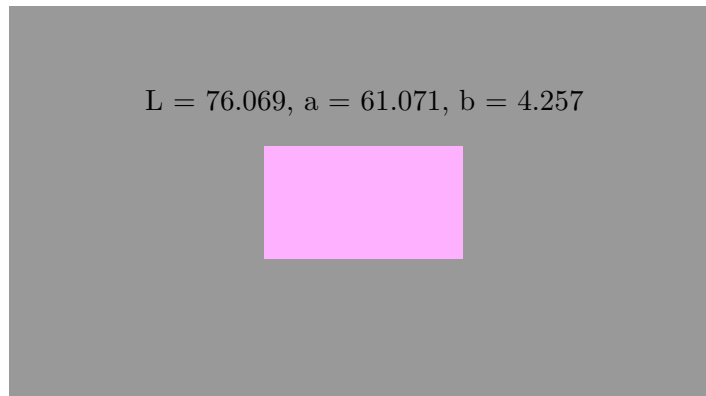 L = 76.069, a = 61.071, b = 4.257